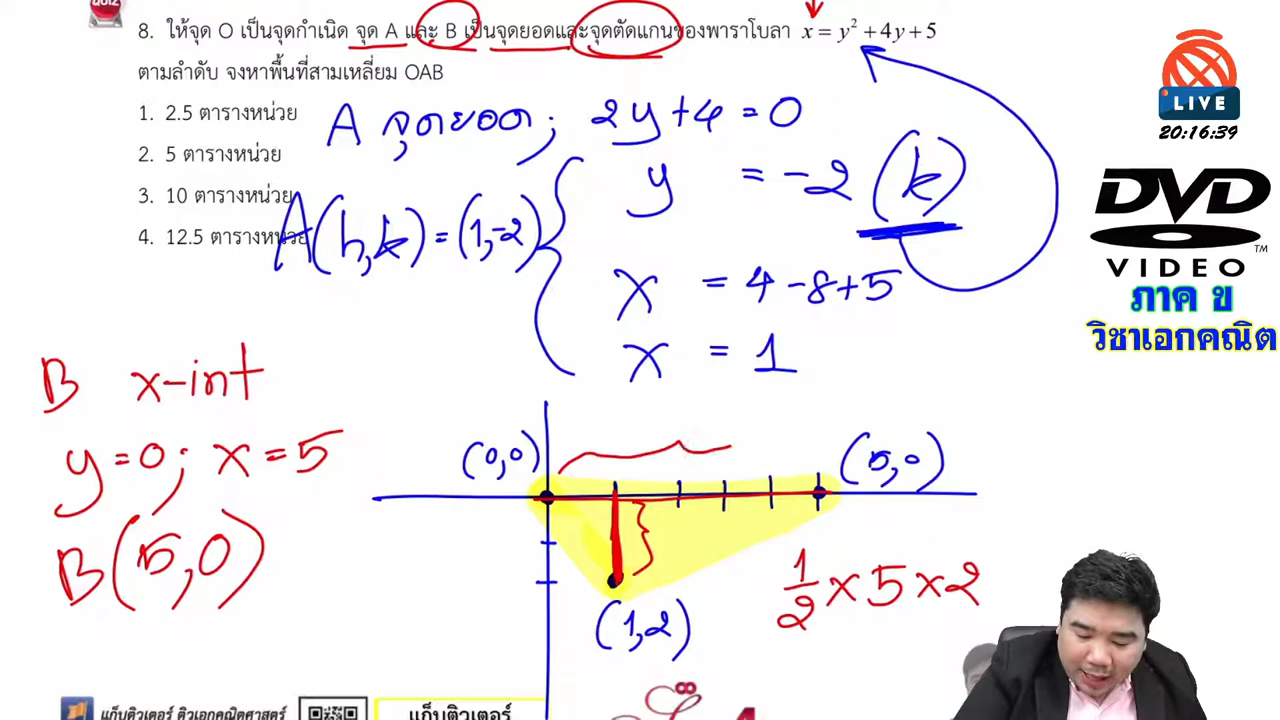 QUIZ
8. ให้จุด O เป็นจุดกำเนิด จุด A และ B เป็นจุดยอดและจุดตัดแกนของพาราโบลา x = y² + 4y + 5
ตามลำดับ จงหาพื้นที่สามเหลี่ยม OAB
1. 2.5 ตารางหน่วย
2. 5 ตารางหน่วย
3. 10 ตารางหน่วย
4. 12.5 ตารางหน่วย
A จุดยอด; 2y+4 = 0
y = -2 (k)
A(h,k) = (1,-2)
x = 4-8+5
x = 1
B x-int
y=0; x=5
B(5,0)
(0,0)
(5,0)
(1,2)
1/2 × 5 × 2
LIVE
20:16:39
DVD
VIDEO
TM
ภาค ข
วิชาเอกคณิต
แก๊บติวเตอร์ ติวเอกคณิตศาสตร์
แก๊บติวเตอร์